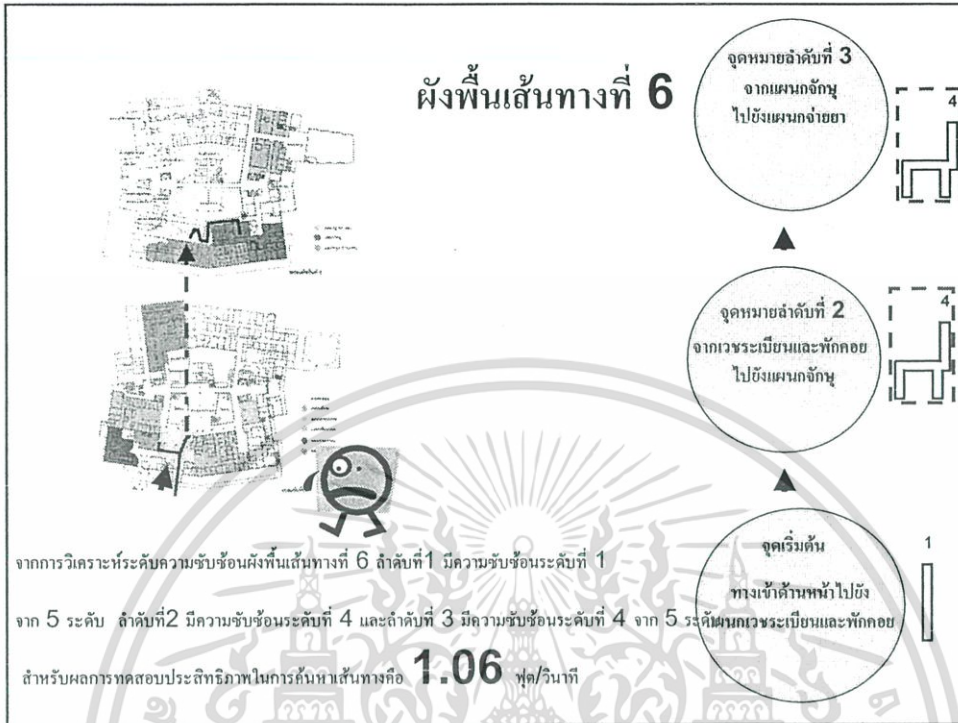 ผังพื้นเส้นทางที่ 6
จุดหมายลำดับที่ 3
จากแผนกจักษุ
ไปยังแผนกจ่ายยา
4
จุดหมายลำดับที่ 2
จากเวชระเบียนและพักคอย
ไปยังแผนกจักษุ
4
จุดเริ่มต้น
ทางเข้าด้านหน้าไปยัง
แผนกเวชระเบียนและพักคอย
1
จากการวิเคราะห์ระดับความซับซ้อนผังพื้นเส้นทางที่ 6 ลำดับที่1 มีความซับซ้อนระดับที่ 1
จาก 5 ระดับ ลำดับที่2 มีความซับซ้อนระดับที่ 4 และลำดับที่ 3 มีความซับซ้อนระดับที่ 4 จาก 5 ระดับ
สำหรับผลการทดสอบประสิทธิภาพในการค้นหาเส้นทางคือ 1.06 ฟุต/วินาที